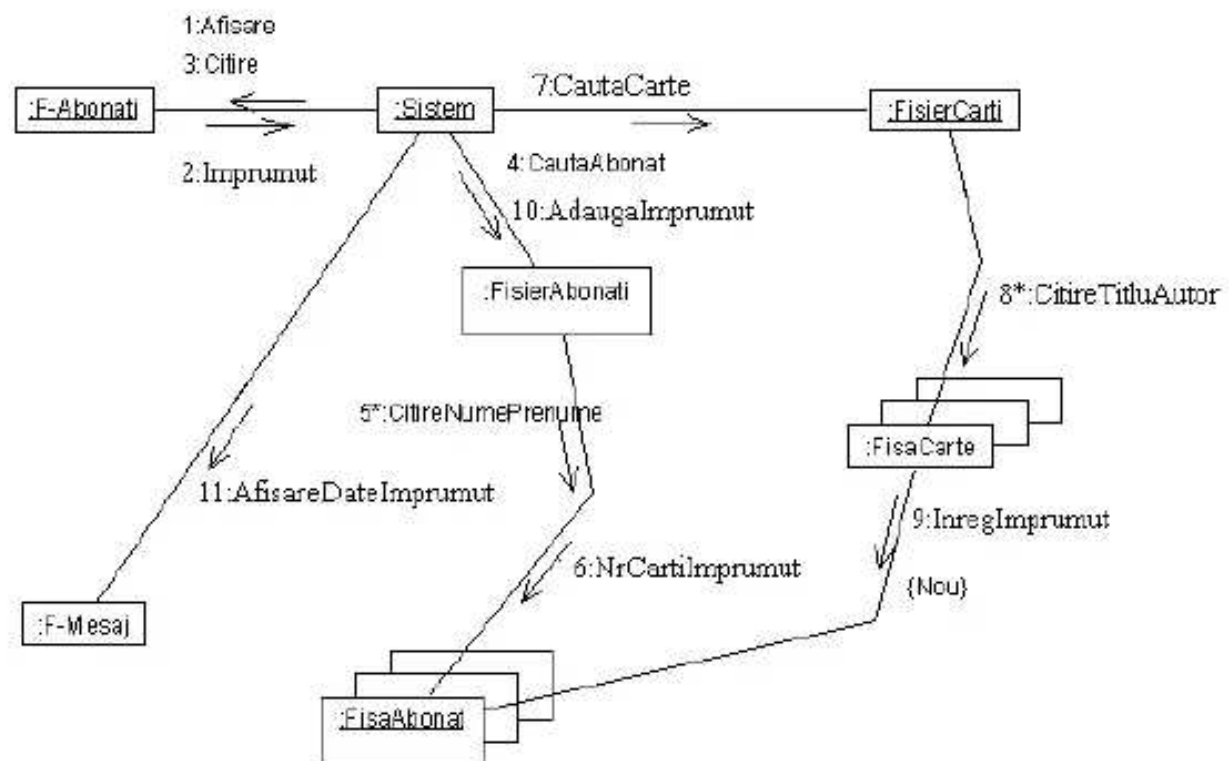 1:Afisare
3:Citire
:F-Abonati
:Sistem
7:CautaCarte
:FisierCarti
2:Imprumut
4:CautaAbonat
10:AdaugaImprumut
:FisierAbonati
8*:CitireTitluAutor
5*:CitireNumePrenume
:FisaCarte
11:AfisareDateImprumut
9:InregImprumut
6:NrCartiImprumut
{Nou}
:F-Mesaj
:FisaAbonat